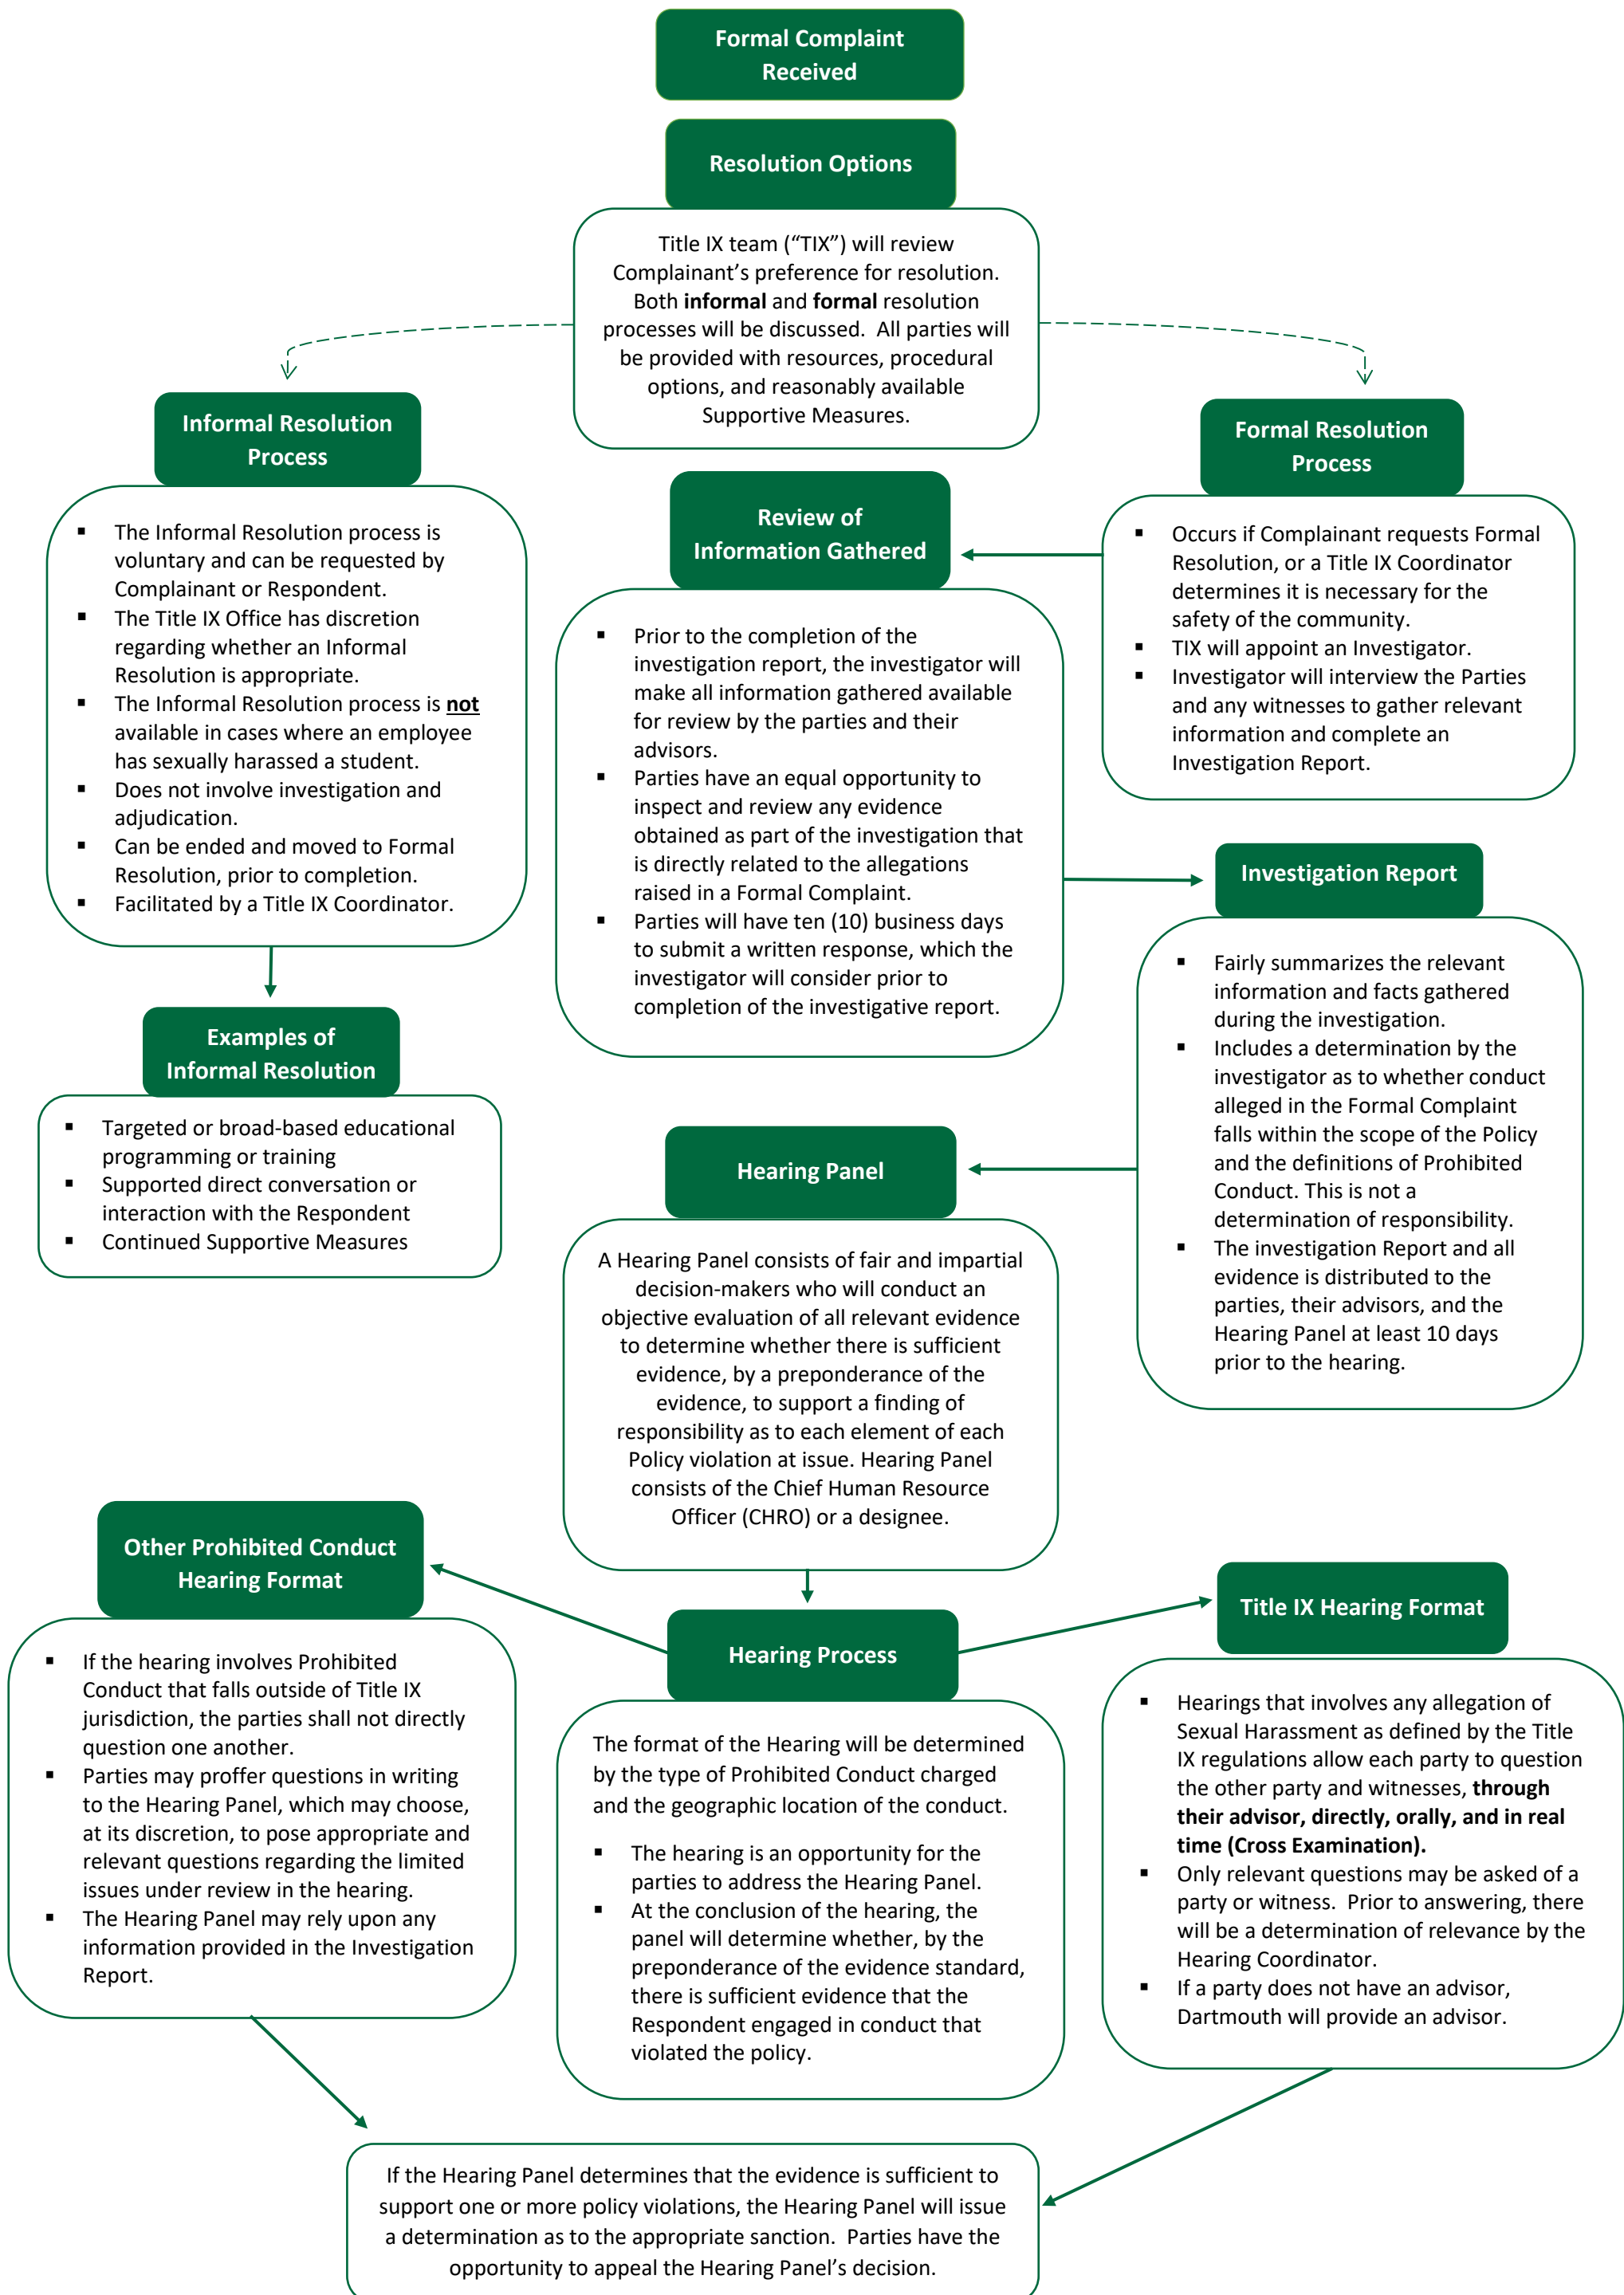 Formal Complaint
Received
Resolution Options
Title IX team (“TIX”) will review
Complainant’s preference for resolution.
Both informal and formal resolution
processes will be discussed.  All parties will
be provided with resources, procedural
options, and reasonably available
Supportive Measures.
Informal Resolution
Process
▪ The Informal Resolution process is
voluntary and can be requested by
Complainant or Respondent.
▪ The Title IX Office has discretion
regarding whether an Informal
Resolution is appropriate.
▪ The Informal Resolution process is not
available in cases where an employee
has sexually harassed a student.
▪ Does not involve investigation and
adjudication.
▪ Can be ended and moved to Formal
Resolution, prior to completion.
▪ Facilitated by a Title IX Coordinator.
Examples of
Informal Resolution
▪ Targeted or broad-based educational
programming or training
▪ Supported direct conversation or
interaction with the Respondent
▪ Continued Supportive Measures
Formal Resolution
Process
▪ Occurs if Complainant requests Formal
Resolution, or a Title IX Coordinator
determines it is necessary for the
safety of the community.
▪ TIX will appoint an Investigator.
▪ Investigator will interview the Parties
and any witnesses to gather relevant
information and complete an
Investigation Report.
Review of
Information Gathered
▪ Prior to the completion of the
investigation report, the investigator will
make all information gathered available
for review by the parties and their
advisors.
▪ Parties have an equal opportunity to
inspect and review any evidence
obtained as part of the investigation that
is directly related to the allegations
raised in a Formal Complaint.
▪ Parties will have ten (10) business days
to submit a written response, which the
investigator will consider prior to
completion of the investigative report.
Investigation Report
▪ Fairly summarizes the relevant
information and facts gathered
during the investigation.
▪ Includes a determination by the
investigator as to whether conduct
alleged in the Formal Complaint
falls within the scope of the Policy
and the definitions of Prohibited
Conduct. This is not a
determination of responsibility.
▪ The investigation Report and all
evidence is distributed to the
parties, their advisors, and the
Hearing Panel at least 10 days
prior to the hearing.
Hearing Panel
A Hearing Panel consists of fair and impartial
decision-makers who will conduct an
objective evaluation of all relevant evidence
to determine whether there is sufficient
evidence, by a preponderance of the
evidence, to support a finding of
responsibility as to each element of each
Policy violation at issue. Hearing Panel
consists of the Chief Human Resource
Officer (CHRO) or a designee.
Hearing Process
The format of the Hearing will be determined
by the type of Prohibited Conduct charged
and the geographic location of the conduct.
▪ The hearing is an opportunity for the
parties to address the Hearing Panel.
▪ At the conclusion of the hearing, the
panel will determine whether, by the
preponderance of the evidence standard,
there is sufficient evidence that the
Respondent engaged in conduct that
violated the policy.
Other Prohibited Conduct
Hearing Format
▪ If the hearing involves Prohibited
Conduct that falls outside of Title IX
jurisdiction, the parties shall not directly
question one another.
▪ Parties may proffer questions in writing
to the Hearing Panel, which may choose,
at its discretion, to pose appropriate and
relevant questions regarding the limited
issues under review in the hearing.
▪ The Hearing Panel may rely upon any
information provided in the Investigation
Report.
Title IX Hearing Format
▪ Hearings that involves any allegation of
Sexual Harassment as defined by the Title
IX regulations allow each party to question
the other party and witnesses, through
their advisor, directly, orally, and in real
time (Cross Examination).
▪ Only relevant questions may be asked of a
party or witness.  Prior to answering, there
will be a determination of relevance by the
Hearing Coordinator.
▪ If a party does not have an advisor,
Dartmouth will provide an advisor.
If the Hearing Panel determines that the evidence is sufficient to
support one or more policy violations, the Hearing Panel will issue
a determination as to the appropriate sanction.  Parties have the
opportunity to appeal the Hearing Panel’s decision.